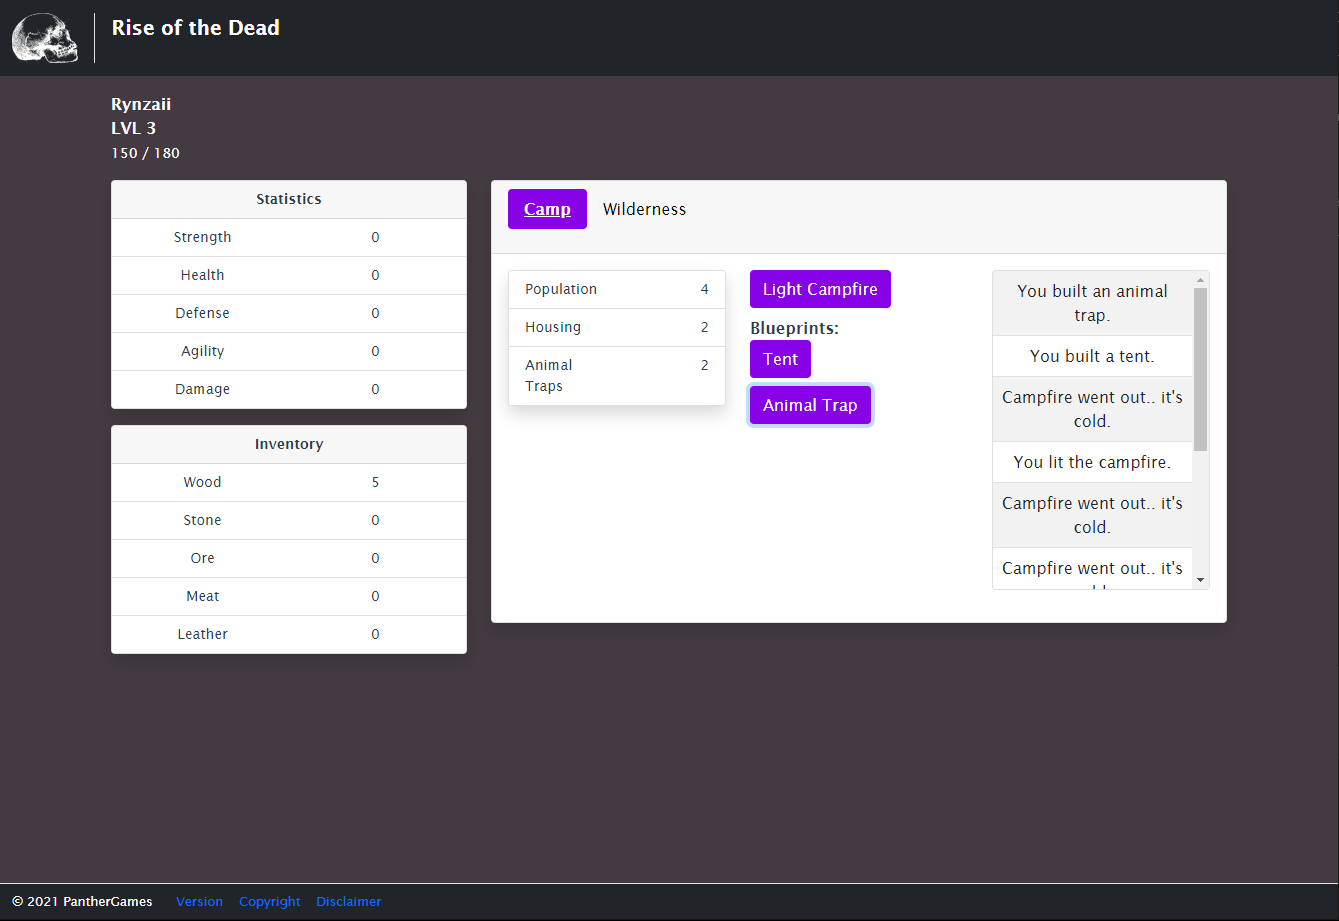 Rise of the Dead
Rynzaii
LVL 3
150 / 180
Statistics
Strength 0
Health 0
Defense 0
Agility 0
Damage 0
Inventory
Wood 5
Stone 0
Ore 0
Meat 0
Leather 0
Camp Wilderness
Population 4
Housing 2
Animal
Traps 2
Light Campfire
Blueprints:
Tent
Animal Trap
You built an animal
trap.
You built a tent.
Campfire went out.. it's
cold.
You lit the campfire.
Campfire went out.. it's
cold.
Campfire went out.. it's
© 2021 PantherGames Version Copyright Disclaimer